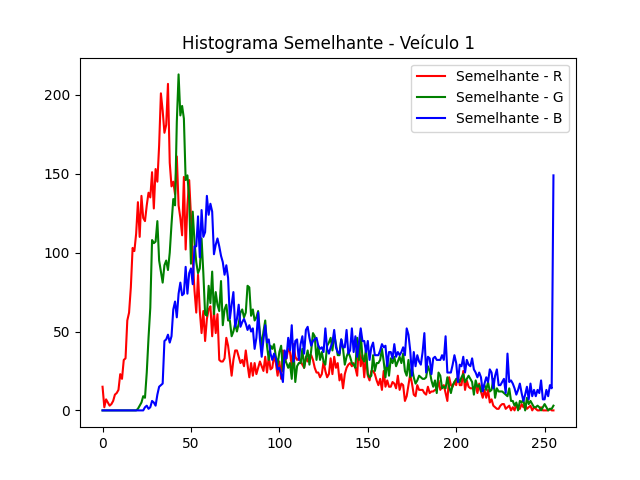 Histograma Semelhante - Veículo 1
Semelhante - R
Semelhante - G
Semelhante - B
200
150
100
50
0
0 50 100 150 200 250